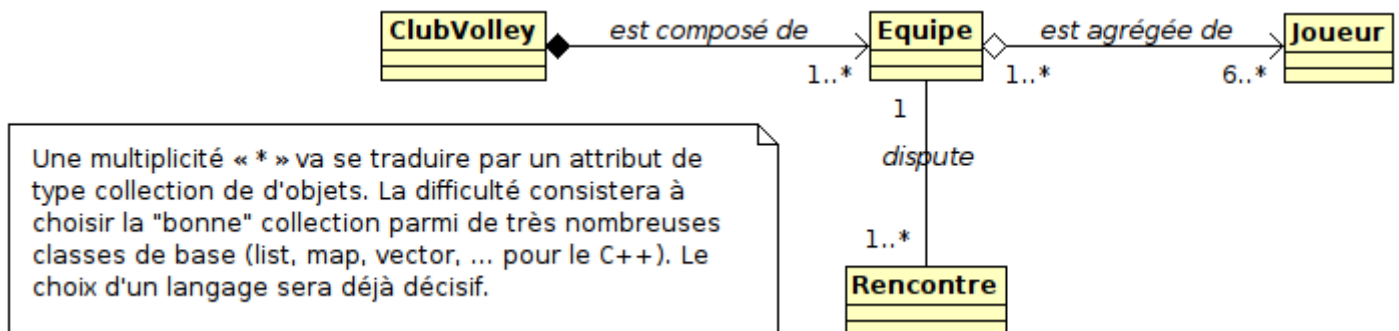 ClubVolley
est composé de
1..*
Equipe
1..*
est agrégée de
6..*
Joueur
1
dispute
1..*
Rencontre
Une multiplicité « * » va se traduire par un attribut de
type collection de d'objets. La difficulté consistera à
choisir la "bonne" collection parmi de très nombreuses
classes de base (list, map, vector, ... pour le C++). Le
choix d'un langage sera déjà décisif.